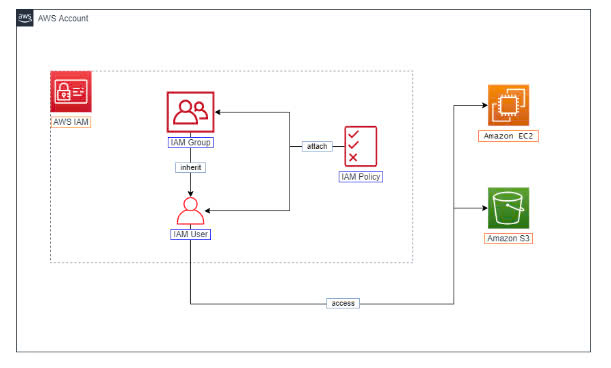 aws
AWS Account
AWS IAM
IAM Group
attach
inherit
IAM Policy
IAM User
access
Amazon EC2
Amazon S3